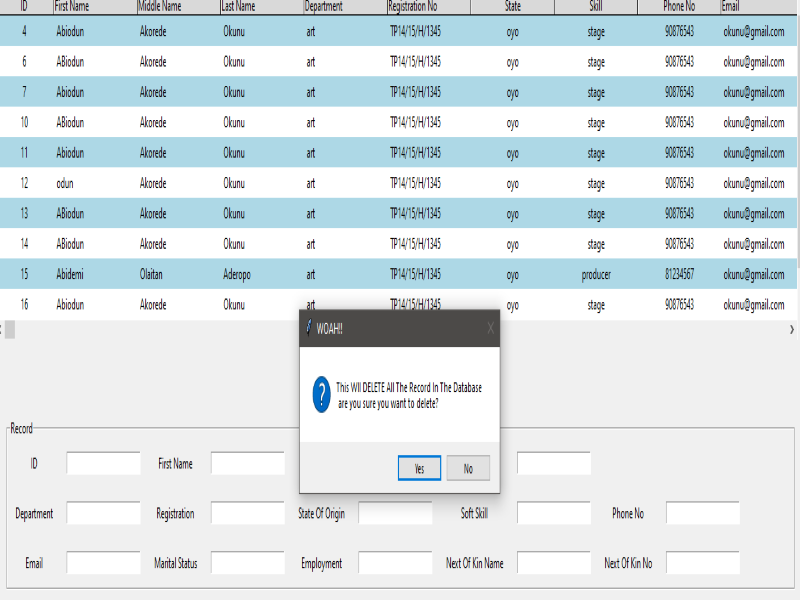 ID First Name Middle Name Last Name Department Registration No State Skill Phone No Email
4 Abiodun Akorede Okunu art TP14/15/H/1345 oyo stage 90876543 okunu@gmail.com
6 Abiodun Akorede Okunu art TP14/15/H/1345 oyo stage 90876543 okunu@gmail.com
7 Abiodun Akorede Okunu art TP14/15/H/1345 oyo stage 90876543 okunu@gmail.com
10 ABiodun Akorede Okunu art TP14/15/H/1345 oyo stage 90876543 okunu@gmail.com
11 Abiodun Akorede Okunu art TP14/15/H/1345 oyo stage 90876543 okunu@gmail.com
12 odun Akorede Okunu art TP14/15/H/1345 oyo stage 90876543 okunu@gmail.com
13 ABiodun Akorede Okunu art TP14/15/H/1345 oyo stage 90876543 okunu@gmail.com
14 ABiodun Akorede Okunu art TP14/15/H/1345 oyo stage 90876543 okunu@gmail.com
15 Abidemi Olaitan Aderopo art TP14/15/H/1345 oyo producer 81234567 okunu@gmail.com
16 Abiodun Akorede Okunu art TP14/15/H/1345 oyo stage 90876543 okunu@gmail.com
WOAH!!
This Wll DELETE All The Record In The Database
are you sure you want to delete?
Yes No
Record
ID First Name
Department Registration State Of Origin Soft Skill Phone No
Email Marital Status Employment Next Of Kin Name Next Of Kin No